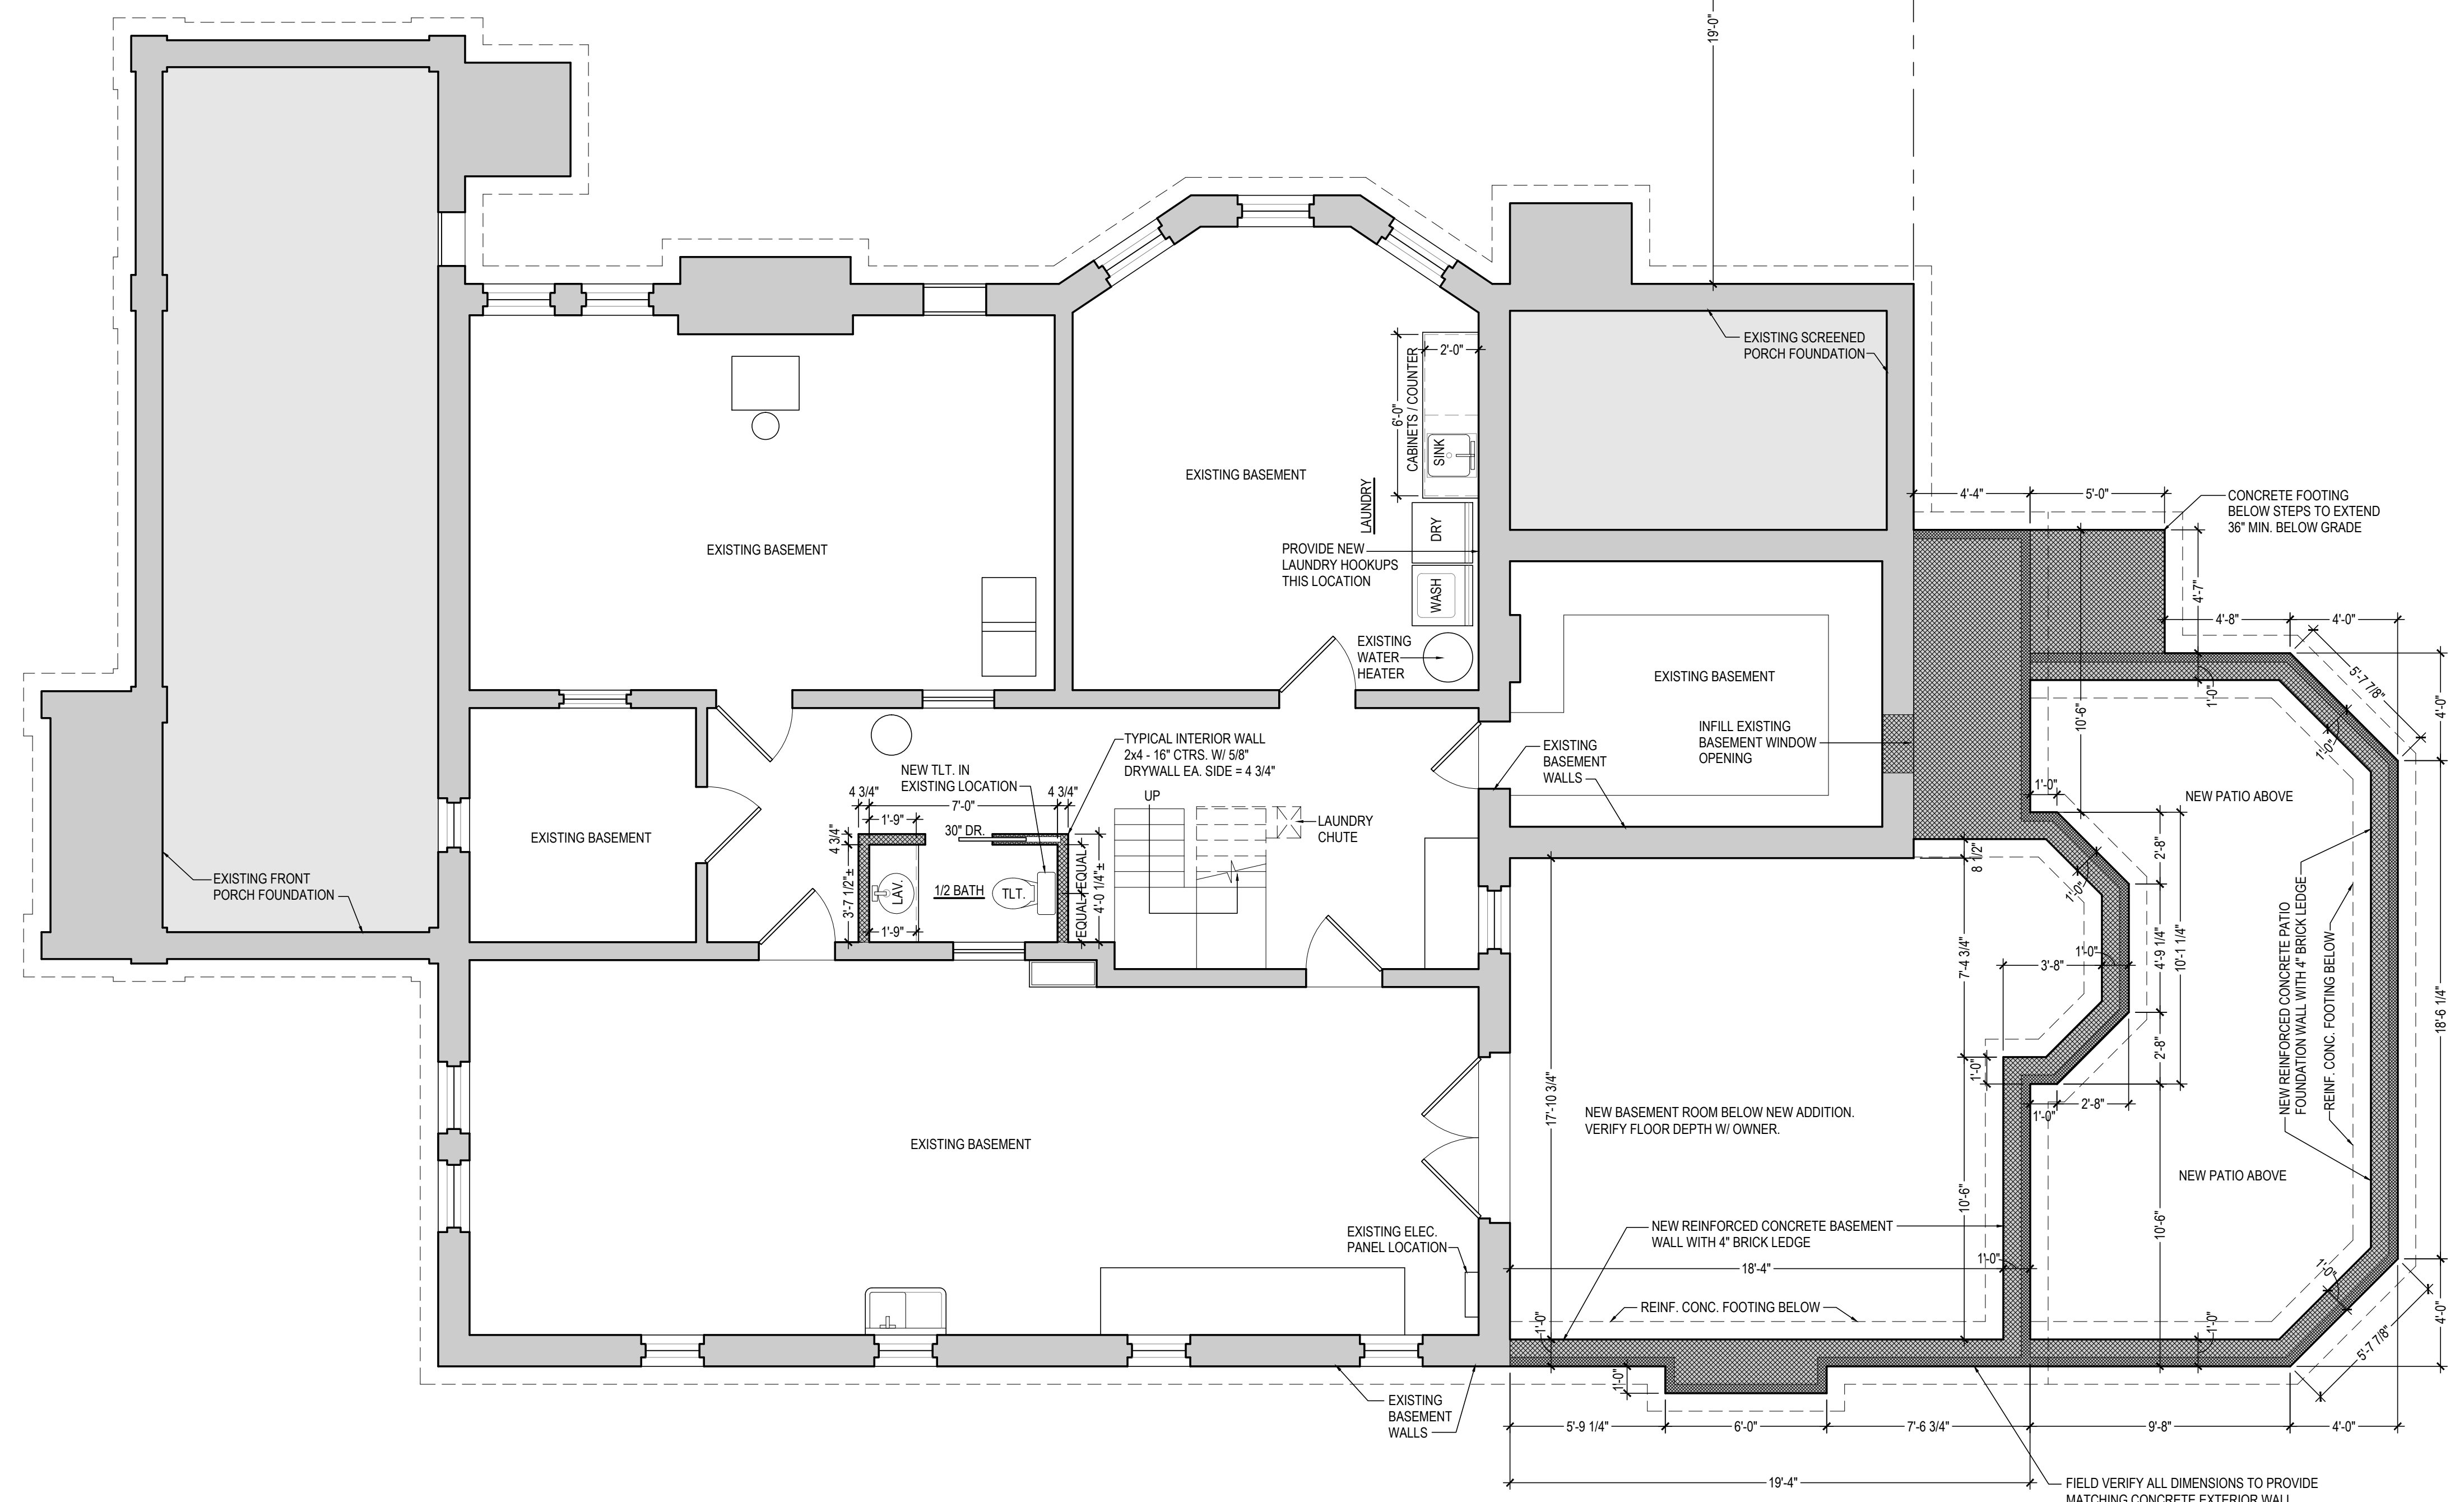 19'-0"
EXISTING SCREENED
PORCH FOUNDATION
2'-0"
6'-0"
CABINETS / COUNTER
SINK
LAUNDRY
DRY
WASH
EXISTING BASEMENT
EXISTING BASEMENT
PROVIDE NEW
LAUNDRY HOOKUPS
THIS LOCATION
EXISTING
WATER
HEATER
4'-4"
5'-0"
CONCRETE FOOTING
BELOW STEPS TO EXTEND
36" MIN. BELOW GRADE
4'-7"
4'-8"
4'-0"
5'-7 7/8"
4'-0"
1'-0"
1'-0"
10'-6"
EXISTING BASEMENT
INFILL EXISTING
BASEMENT WINDOW
OPENING
EXISTING
BASEMENT
WALLS
TYPICAL INTERIOR WALL
2x4 - 16" CTRS. W/ 5/8"
DRYWALL EA. SIDE = 4 3/4"
NEW TLT. IN
EXISTING LOCATION
4 3/4"
7'-0"
4 3/4"
1'-9"
30" DR.
4 3/4"
3'-7 1/2"±
LAV.
1/2 BATH
TLT.
1'-9"
EQUAL
EQUAL
4'-0 1/4"±
UP
LAUNDRY
CHUTE
EXISTING BASEMENT
EXISTING FRONT
PORCH FOUNDATION
1'-0"
NEW PATIO ABOVE
8 1/2"
2'-8"
1'-0"
7'-4 3/4"
3'-8"
1'-0"
4'-9 1/4"
10'-1 1/4"
2'-8"
1'-0"
1'-0"
2'-8"
18'-6 1/4"
NEW REINFORCED CONCRETE PATIO
FOUNDATION WALL WITH 4" BRICK LEDGE
REINF. CONC. FOOTING BELOW
17'-10 3/4"
NEW BASEMENT ROOM BELOW NEW ADDITION.
VERIFY FLOOR DEPTH W/ OWNER.
EXISTING BASEMENT
NEW PATIO ABOVE
10'-6"
10'-6"
NEW REINFORCED CONCRETE BASEMENT
WALL WITH 4" BRICK LEDGE
EXISTING ELEC.
PANEL LOCATION
1'-0"
18'-4"
1'-0"
REINF. CONC. FOOTING BELOW
1'-0"
1'-0"
4'-0"
5'-7 7/8"
1'-0"
EXISTING
BASEMENT
WALLS
5'-9 1/4"
6'-0"
7'-6 3/4"
9'-8"
4'-0"
19'-4"
FIELD VERIFY ALL DIMENSIONS TO PROVIDE
MATCHING CONCRETE EXTERIOR WALL